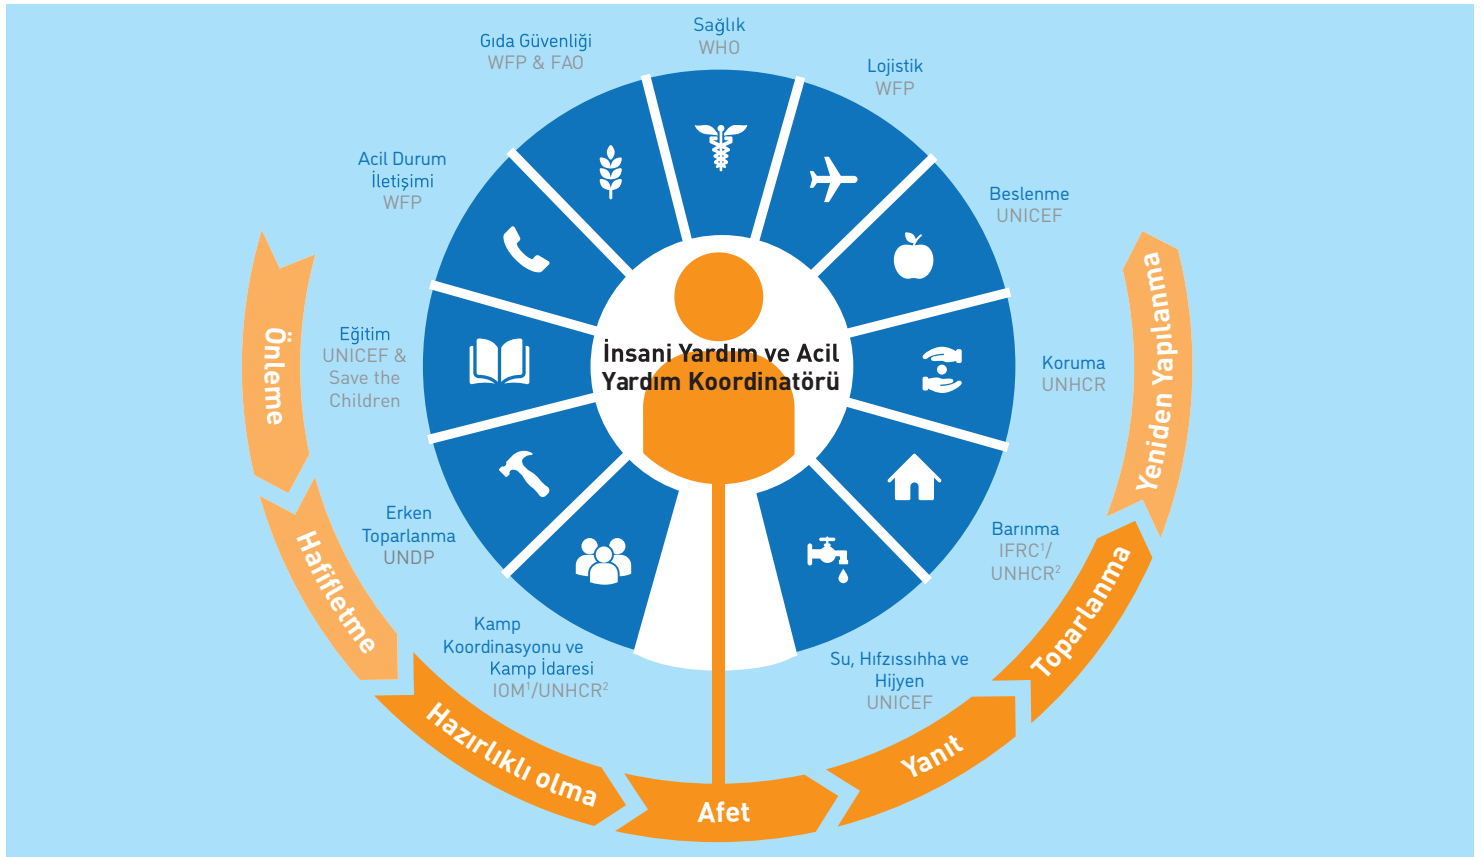 Sağlık
WHO
Lojistik
WFP
Beslenme
UNICEF
Koruma
UNHCR
Barınma
IFRC¹/
UNHCR²
Su, Hıfzıssıhha ve
Hijyen
UNICEF
Kamp
Koordinasyonu ve
Kamp İdaresi
IOM¹/UNHCR²
Erken
Toparlanma
UNDP
Eğitim
UNICEF &
Save the
Children
Acil Durum
İletişimi
WFP
Gıda Güvenliği
WFP & FAO
İnsani Yardım ve Acil
Yardım Koordinatörü
Önleme
Hafifletme
Hazırlıklı olma
Afet
Yanıt
Toparlanma
Yeniden Yapılanma